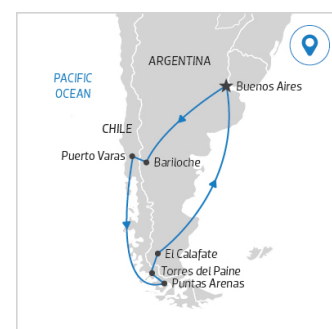 ARGENTINA
PACIFIC
OCEAN
Buenos Aires
CHILE
Puerto Varas
Bariloche
El Calafate
Torres del Paine
Puntas Arenas